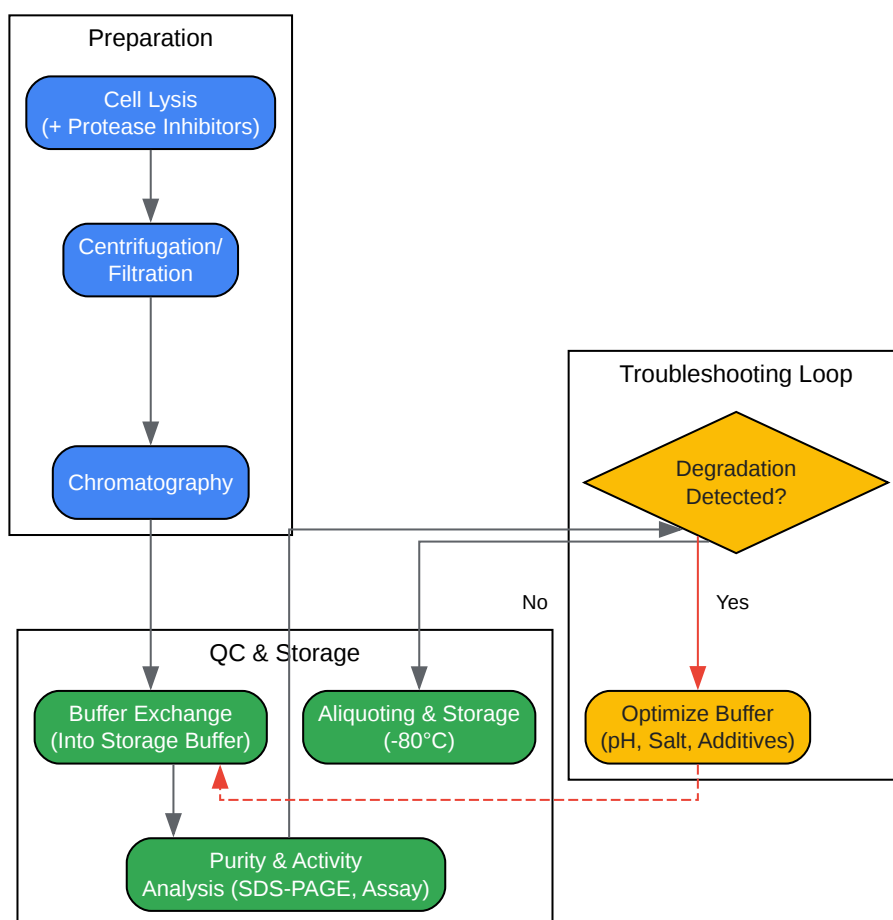 Preparation
Cell Lysis
(+ Protease Inhibitors)
Centrifugation/
Filtration
Chromatography
Troubleshooting Loop
Degradation
Detected?
No
Yes
QC & Storage
Buffer Exchange
(Into Storage Buffer)
Aliquoting & Storage
(-80°C)
Optimize Buffer
(pH, Salt, Additives)
Purity & Activity
Analysis (SDS-PAGE, Assay)